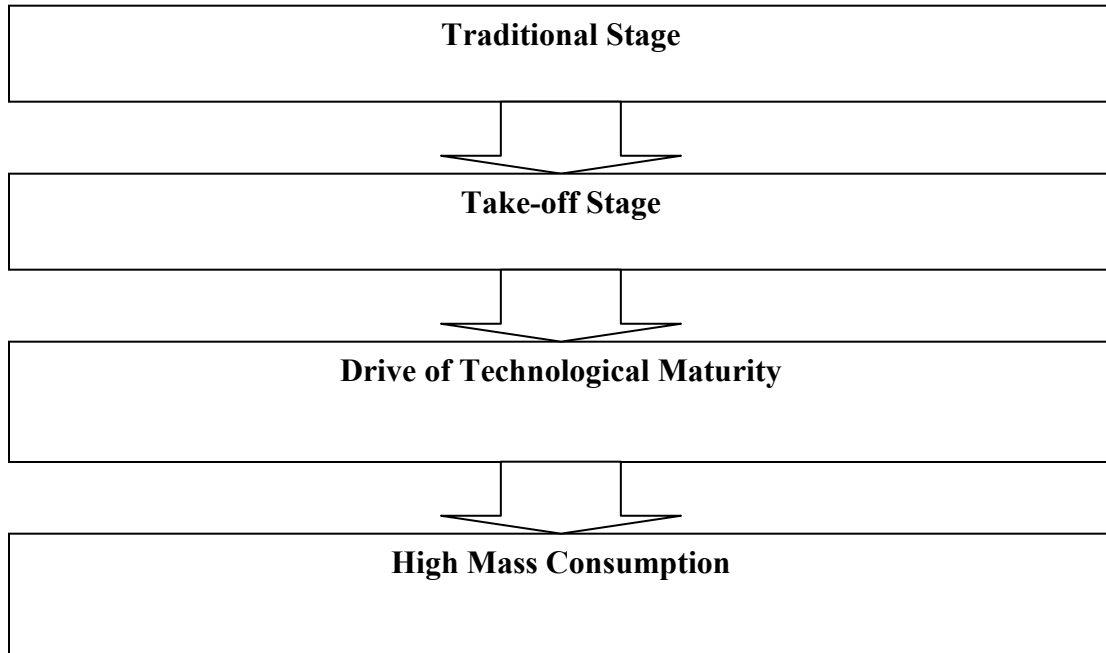 Traditional Stage
Take-off Stage
Drive of Technological Maturity
High Mass Consumption